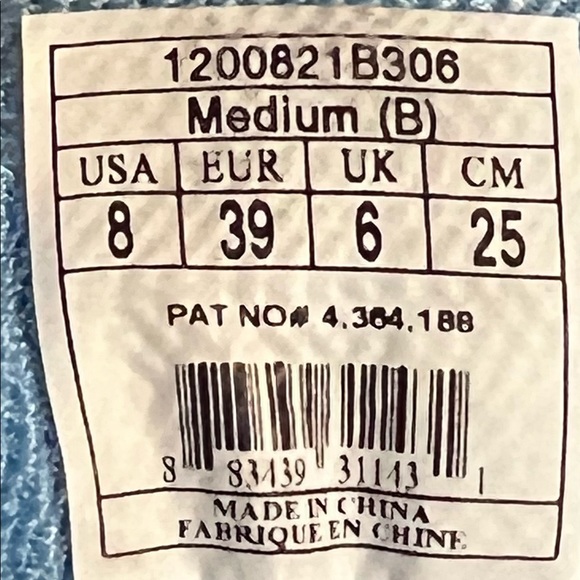 1200821B306
Medium (B)
USA EUR UK CM
8 39 6 25
PAT NO# 4,364,188
8 83439 31143 1
MADE IN CHINA
FABRIQUE EN CHINE